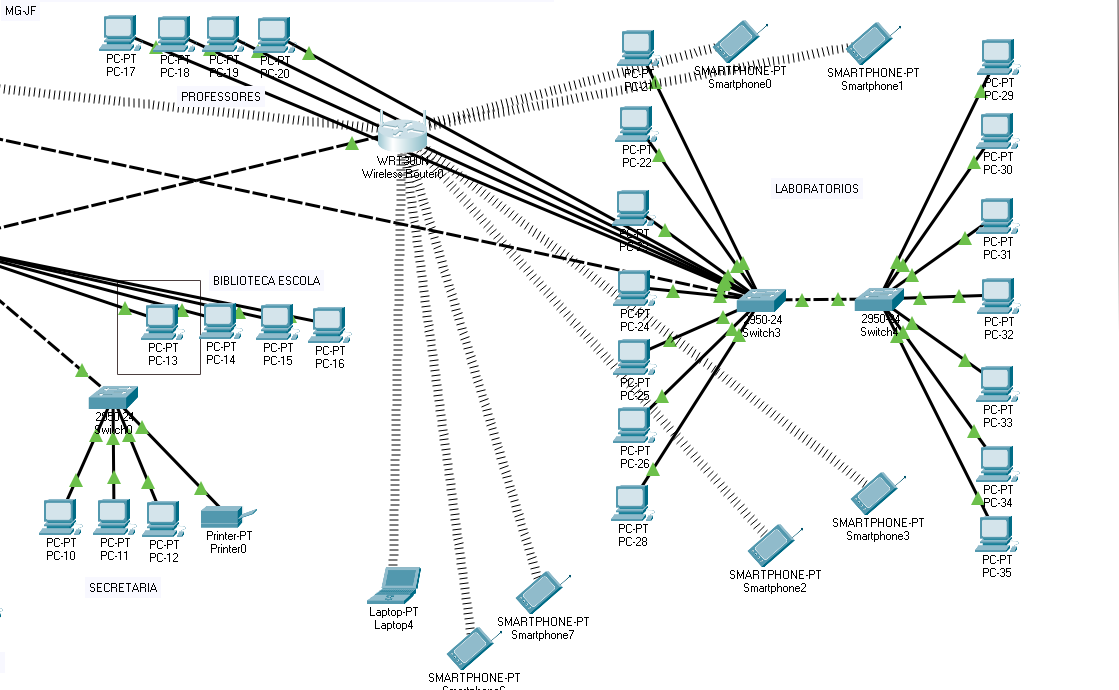 MG-JF
PC-PT
PC-17
PC-PT
PC-18
PC-PT
PC-19
PC-PT
PC-20
PROFESSORES
WRT300N
Wireless Router0
SMARTPHONE-PT
Smartphone0
SMARTPHONE-PT
Smartphone1
PC-PT
PC-21
PC-PT
PC-22
PC-PT
PC-PT
PC-24
PC-PT
PC-25
PC-PT
PC-26
PC-PT
PC-28
LABORATORIOS
2950-24
Switch3
2950-24
PC-PT
PC-29
PC-PT
PC-30
PC-PT
PC-31
PC-PT
PC-32
PC-PT
PC-33
PC-PT
PC-34
PC-PT
PC-35
BIBLIOTECA ESCOLA
PC-PT
PC-13
PC-PT
PC-14
PC-PT
PC-15
PC-PT
PC-16
2950-24
Switch0
PC-PT
PC-10
PC-PT
PC-11
PC-PT
PC-12
Printer-PT
Printer0
SECRETARIA
Laptop-PT
Laptop4
SMARTPHONE-PT
Smartphone7
SMARTPHONE-PT
SMARTPHONE-PT
Smartphone3
SMARTPHONE-PT
Smartphone2